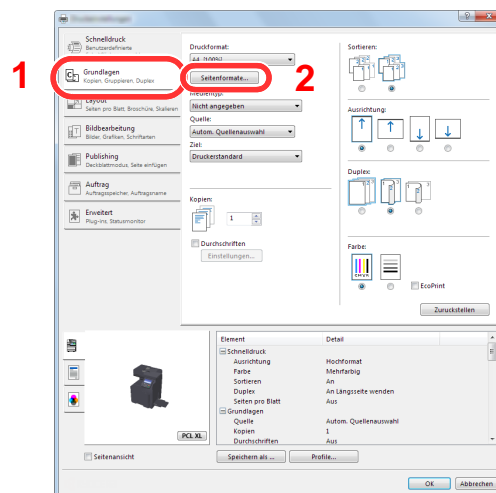 Schnelldruck
Benutzerdefinierte
1
Grundlagen
Kopien, Gruppieren, Duplex
Layout
Seiten pro Blatt, Broschüre, Skalieren
Bildbearbeitung
Bilder, Grafiken, Schriftarten
Publishing
Deckblattmodus, Seite einfügen
Auftrag
Auftragsspeicher, Auftragsname
Erweitert
Plug-ins, Statusmonitor
Druckformat:
A4 [100%]
Seitenformate...
2
Medientyp:
Nicht angegeben
Quelle:
Autom. Quellenauswahl
Ziel:
Druckerstandard
Kopien:
1
Durchschriften
Einstellungen...
Sortieren:
Ausrichtung:
Duplex:
Farbe:
CMYK
EcoPrint
Zurückstellen
PCL XL
Seitenansicht
Element Detail
Schnelldruck
Ausrichtung Hochformat
Farbe Mehrfarbig
Sortieren An
Duplex An Längsseite wenden
Seiten pro Blatt Aus
Grundlagen
Quelle Autom. Quellenauswahl
Kopien 1
Durchschriften Aus
Speichern als ... Profile...
OK Abbrechen